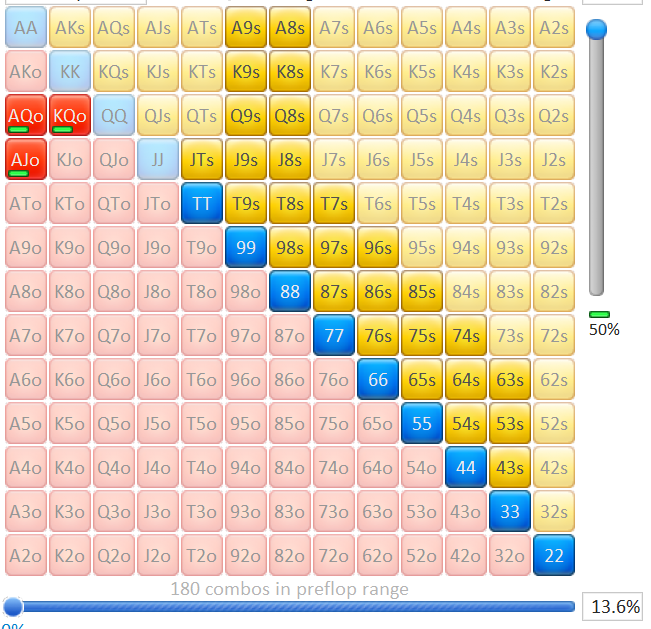 AA AKs AQs AJs ATs A9s A8s A7s A6s A5s A4s A3s A2s
AKo KK KQs KJs KTs K9s K8s K7s K6s K5s K4s K3s K2s
AQo KQo QQ QJs QTs Q9s Q8s Q7s Q6s Q5s Q4s Q3s Q2s
AJo KJo QJo JJ JTs J9s J8s J7s J6s J5s J4s J3s J2s
ATo KTo QTo JTo TT T9s T8s T7s T6s T5s T4s T3s T2s
A9o K9o Q9o J9o T9o 99 98s 97s 96s 95s 94s 93s 92s
A8o K8o Q8o J8o T8o 98o 88 87s 86s 85s 84s 83s 82s
50%
A7o K7o Q7o J7o T7o 97o 87o 77 76s 75s 74s 73s 72s
A6o K6o Q6o J6o T6o 96o 86o 76o 66 65s 64s 63s 62s
A5o K5o Q5o J5o T5o 95o 85o 75o 65o 55 54s 53s 52s
A4o K4o Q4o J4o T4o 94o 84o 74o 64o 54o 44 43s 42s
A3o K3o Q3o J3o T3o 93o 83o 73o 63o 53o 43o 33 32s
A2o K2o Q2o J2o T2o 92o 82o 72o 62o 52o 42o 32o 22
180 combos in preflop range
13.6%